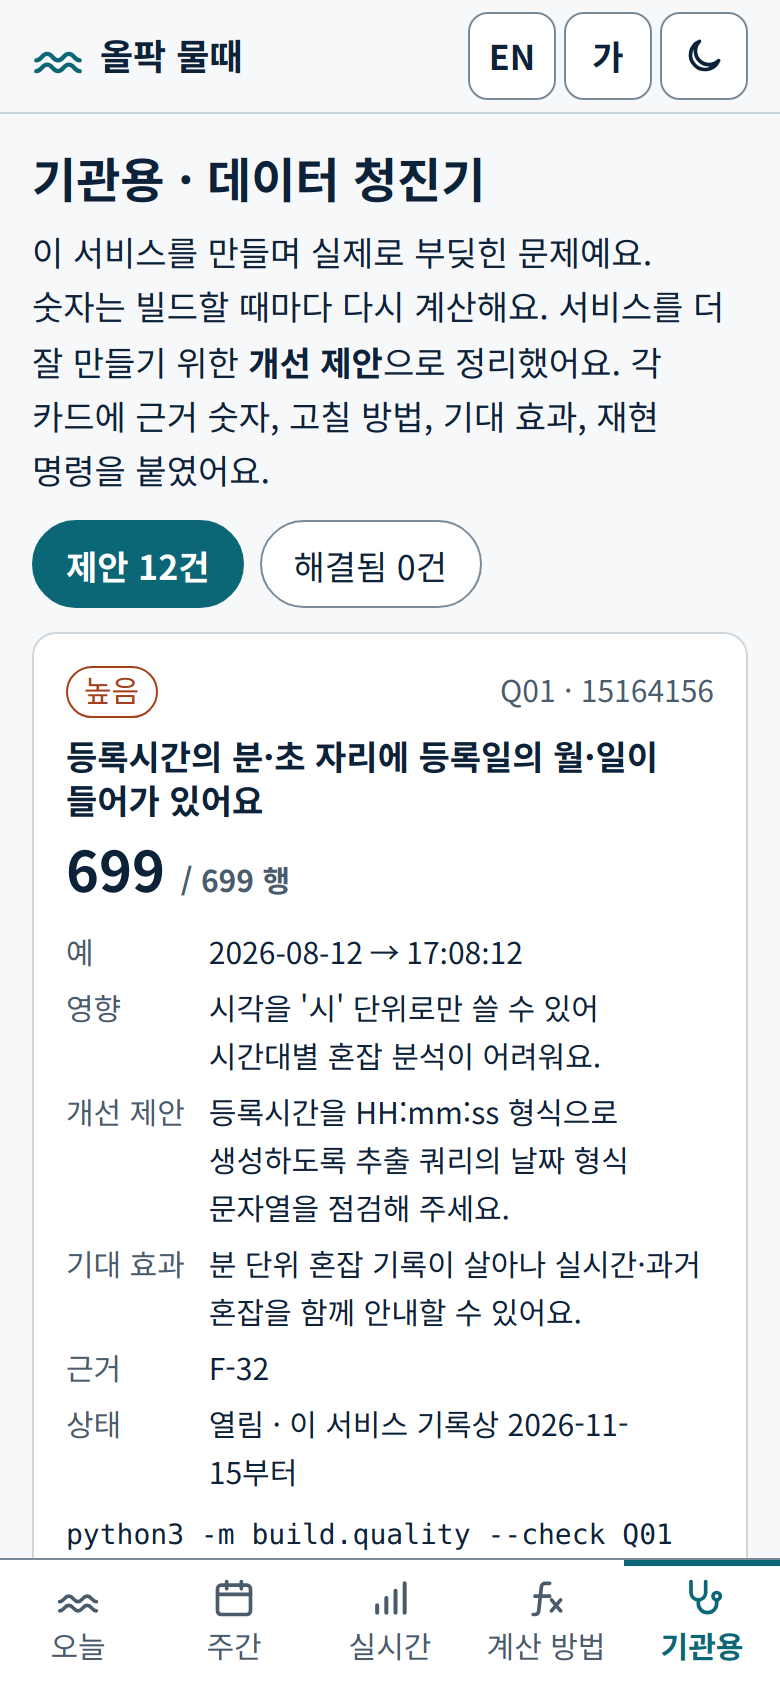 올팍 물때
EN
가
기관용 · 데이터 청진기
이 서비스를 만들며 실제로 부딪힌 문제예요.
숫자는 빌드할 때마다 다시 계산해요. 서비스를 더
잘 만들기 위한 개선 제안으로 정리했어요. 각
카드에 근거 숫자, 고칠 방법, 기대 효과, 재현
명령을 붙였어요.
제안 12건
해결됨 0건
높음
Q01 · 15164156
등록시간의 분·초 자리에 등록일의 월·일이
들어가 있어요
699 / 699 행
예 2026-08-12 → 17:08:12
영향 시각을 '시' 단위로만 쓸 수 있어
시간대별 혼잡 분석이 어려워요.
개선 제안 등록시간을 HH:mm:ss 형식으로
생성하도록 추출 쿼리의 날짜 형식
문자열을 점검해 주세요.
기대 효과 분 단위 혼잡 기록이 살아나 실시간·과거
혼잡을 함께 안내할 수 있어요.
근거 F-32
상태 열림 · 이 서비스 기록상 2026-11-
15부터
python3 -m build.quality --check Q01
오늘
주간
실시간
계산 방법
기관용